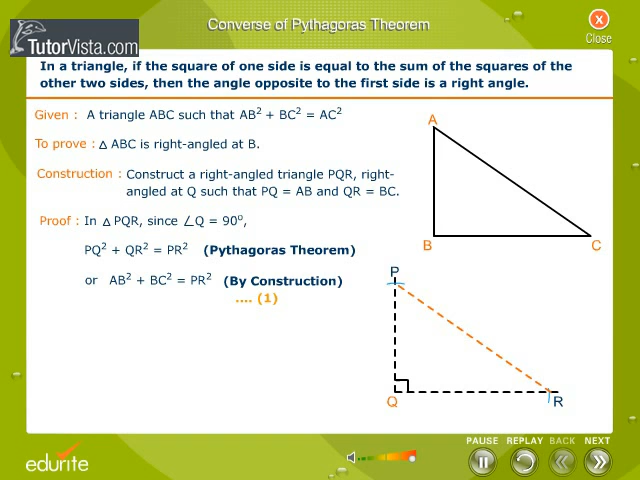 Converse of Pythagoras Theorem
TutorVista.com
Close
In a triangle, if the square of one side is equal to the sum of the squares of the
other two sides, then the angle opposite to the first side is a right angle.
Given : A triangle ABC such that AB² + BC² = AC²
To prove : △ ABC is right-angled at B.
Construction : Construct a right-angled triangle PQR, right-
angled at Q such that PQ = AB and QR = BC.
Proof : In △ PQR, since ∠Q = 90°,
PQ² + QR² = PR² (Pythagoras Theorem)
or AB² + BC² = PR² (By Construction)
.... (1)
A
B
C
P
Q
R
PAUSE REPLAY BACK NEXT
edurite